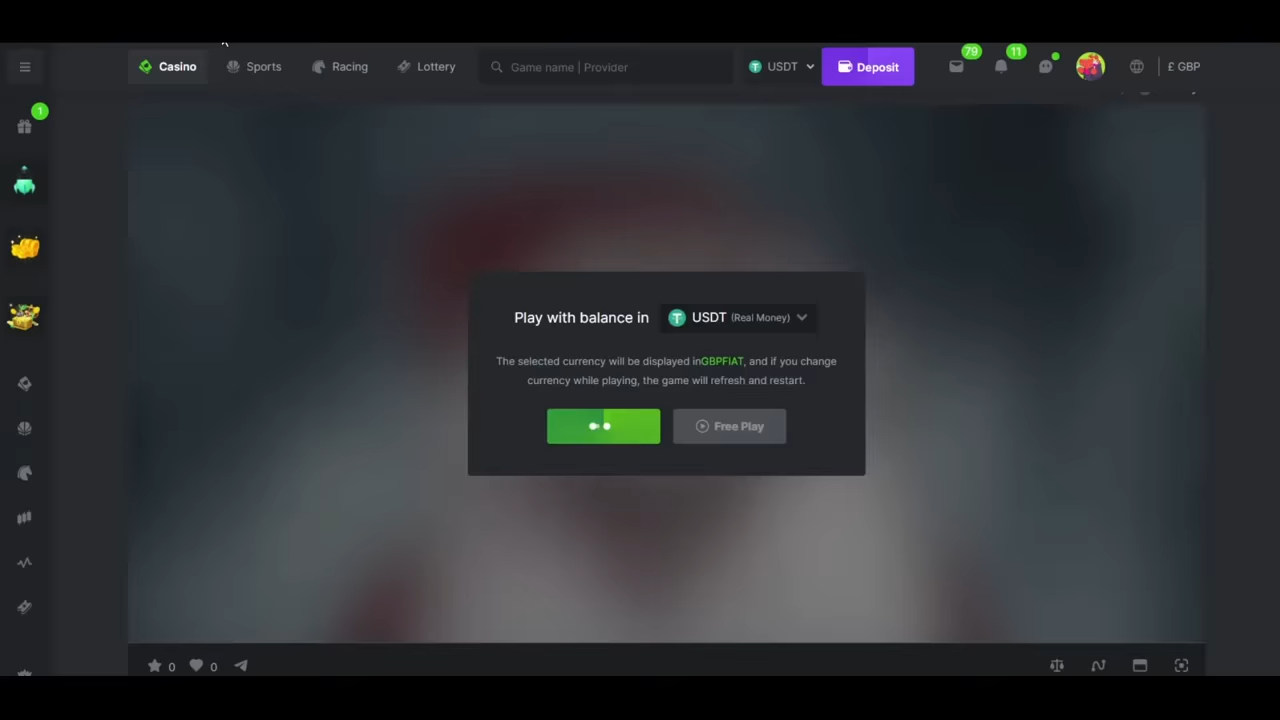 Casino
Sports
Racing
Lottery
Game name | Provider
USDT
Deposit
79
11
£ GBP
1
Play with balance in
USDT (Real Money)
The selected currency will be displayed inGBPFIAT, and if you change
currency while playing, the game will refresh and restart.
Free Play
0
0